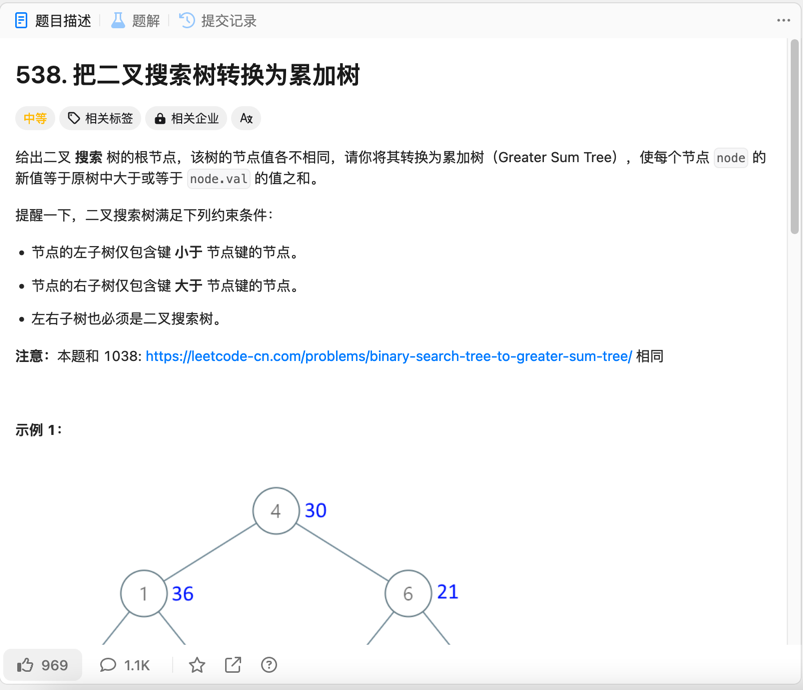 题目描述 题解 提交记录
538. 把二叉搜索树转换为累加树
中等 相关标签 相关企业 Aあ
给出二叉 搜索 树的根节点，该树的节点值各不相同，请你将其转换为累加树（Greater Sum Tree），使每个节点 node 的
新值等于原树中大于或等于 node.val 的值之和。
提醒一下，二叉搜索树满足下列约束条件：
• 节点的左子树仅包含键 小于 节点键的节点。
• 节点的右子树仅包含键 大于 节点键的节点。
• 左右子树也必须是二叉搜索树。
注意：本题和 1038: https://leetcode-cn.com/problems/binary-search-tree-to-greater-sum-tree/ 相同
示例 1：
4 30
1 36 6 21
969 1.1K